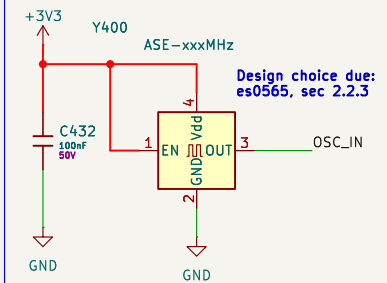 +3V3
Y400
ASE-xxxMHz
Design choice due:
es0565, sec 2.2.3
4
Vdd
C432
100nF
50V
1
EN
OUT
3
OSC_IN
GND
2
GND
GND